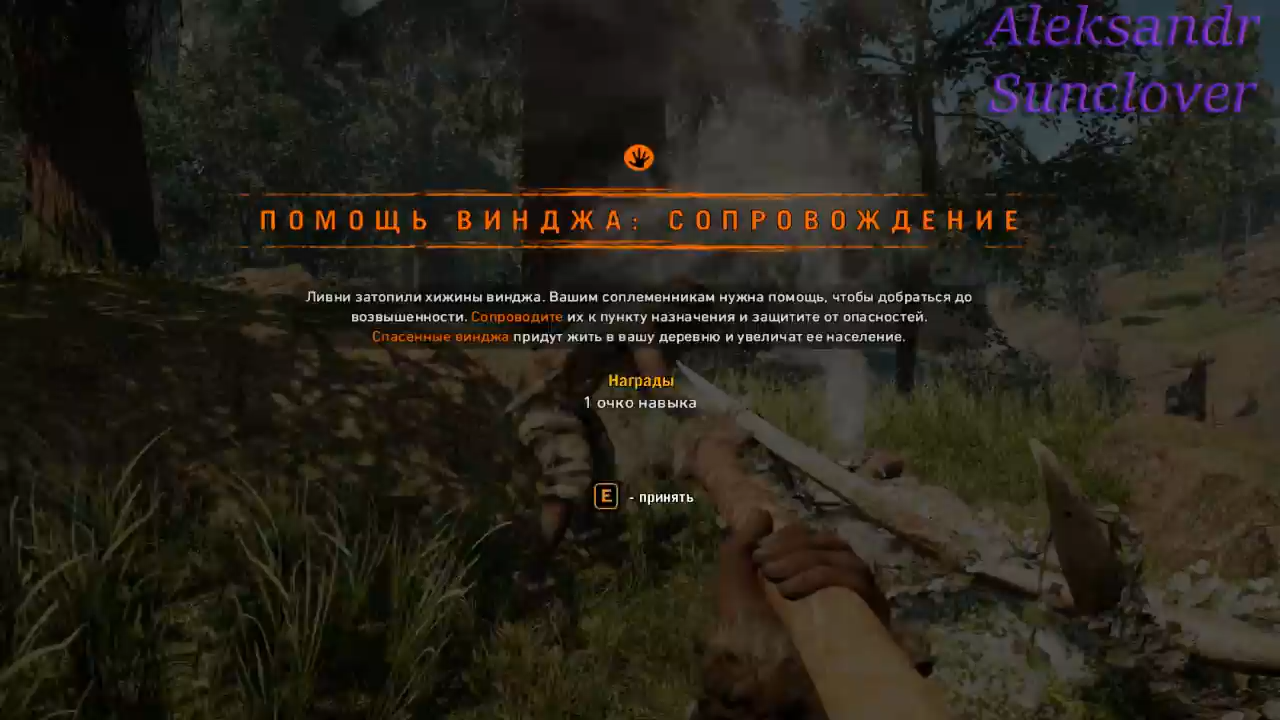 Aleksandr
Sunclover
ПОМОЩЬ ВИНДЖА: СОПРОВОЖДЕНИЕ
Ливни затопили хижины винджа. Вашим соплеменникам нужна помощь, чтобы добраться до
возвышенности. Сопроводите их к пункту назначения и защитите от опасностей.
Спасенные винджа придут жить в вашу деревню и увеличат ее население.
Награды
1 очко навыка
E - принять